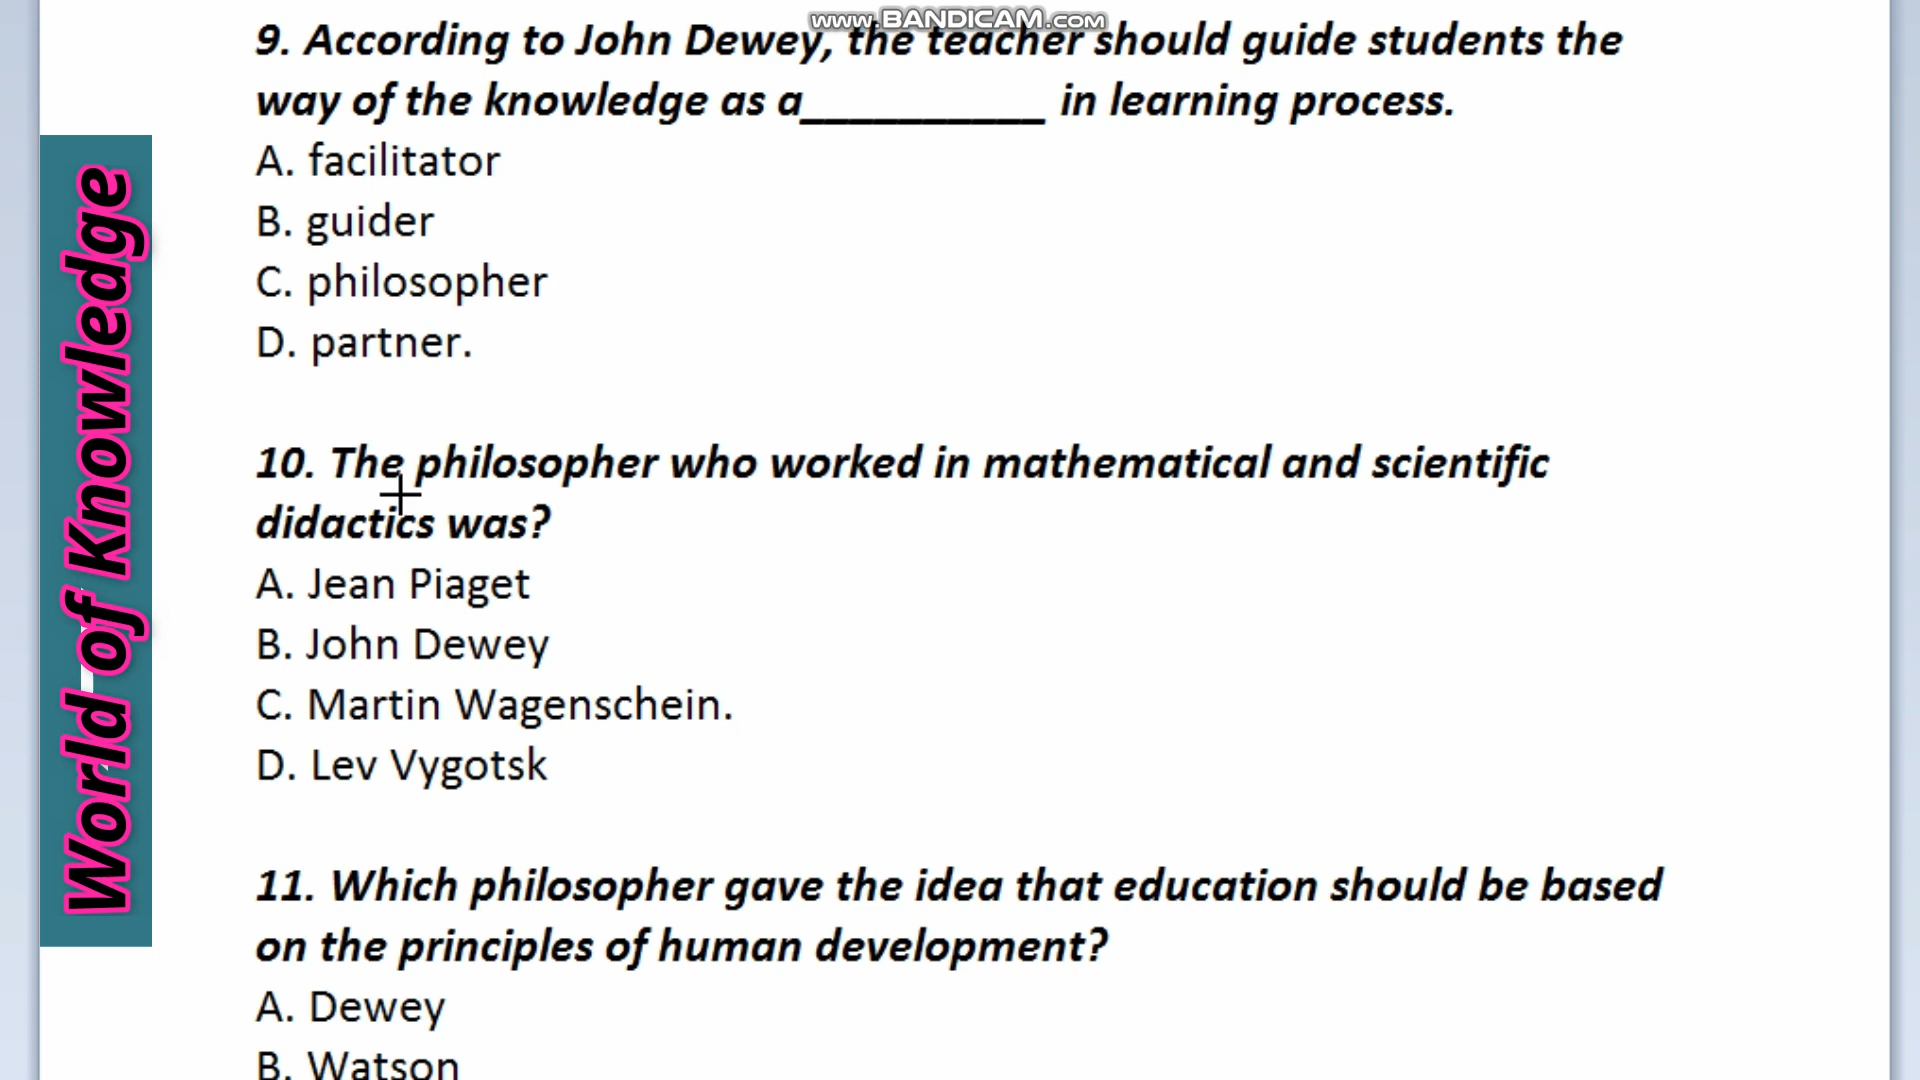 www.BANDICAM.com
9. According to John Dewey, the teacher should guide students the
way of the knowledge as a__________ in learning process.
A. facilitator
B. guider
C. philosopher
D. partner.
10. The philosopher who worked in mathematical and scientific
didactics was?
A. Jean Piaget
B. John Dewey
C. Martin Wagenschein.
D. Lev Vygotsk
11. Which philosopher gave the idea that education should be based
on the principles of human development?
A. Dewey
B. Watson
World of Knowledge